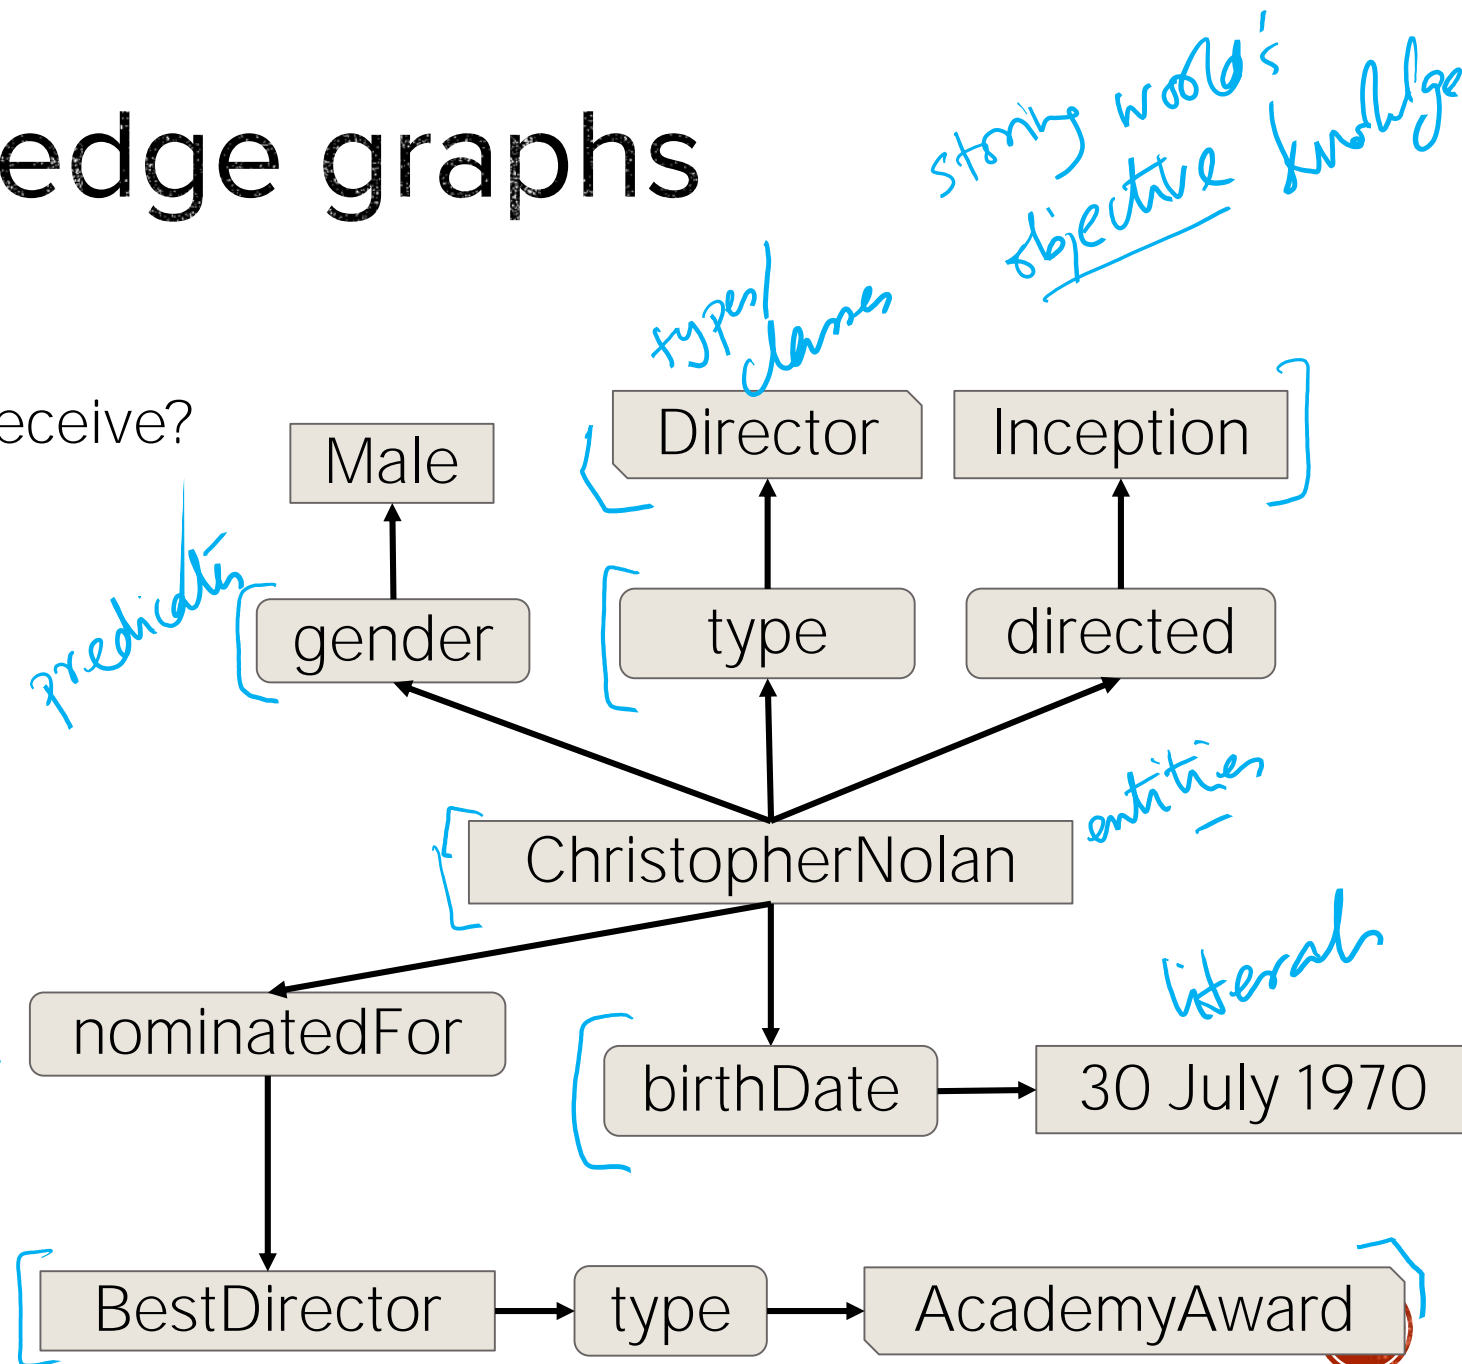 edge graphs
storing world's
objective knowledge
types/
classes
eceive?
Male
Director
Inception
predicates
gender
type
directed
entities
ChristopherNolan
literals
nominatedFor
birthDate
30 July 1970
BestDirector
type
AcademyAward